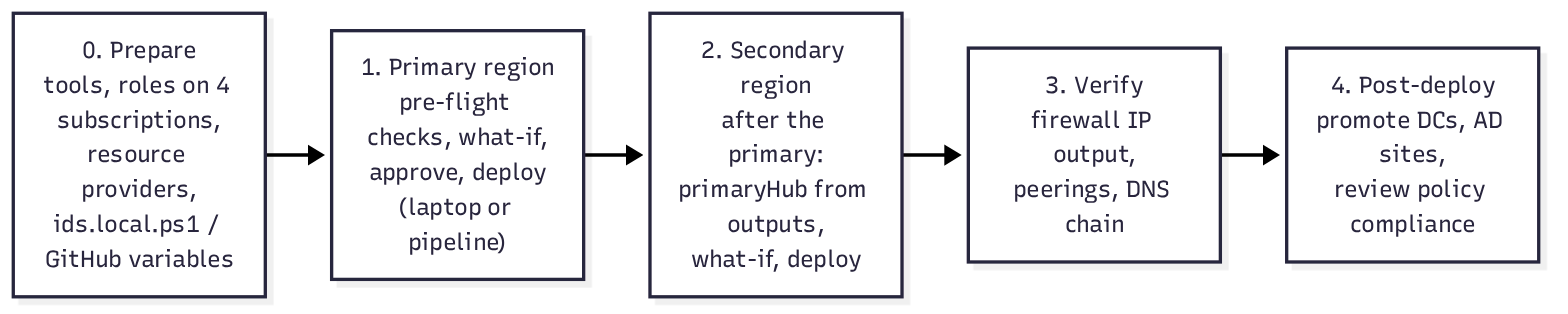 0. Prepare
tools, roles on 4
subscriptions,
resource
providers,
ids.local.ps1 /
GitHub variables
1. Primary region
pre-flight
checks, what-if,
approve, deploy
(laptop or
pipeline)
2. Secondary
region
after the
primary:
primaryHub from
outputs,
what-if, deploy
3. Verify
firewall IP
output,
peerings, DNS
chain
4. Post-deploy
promote DCs, AD
sites,
review policy
compliance